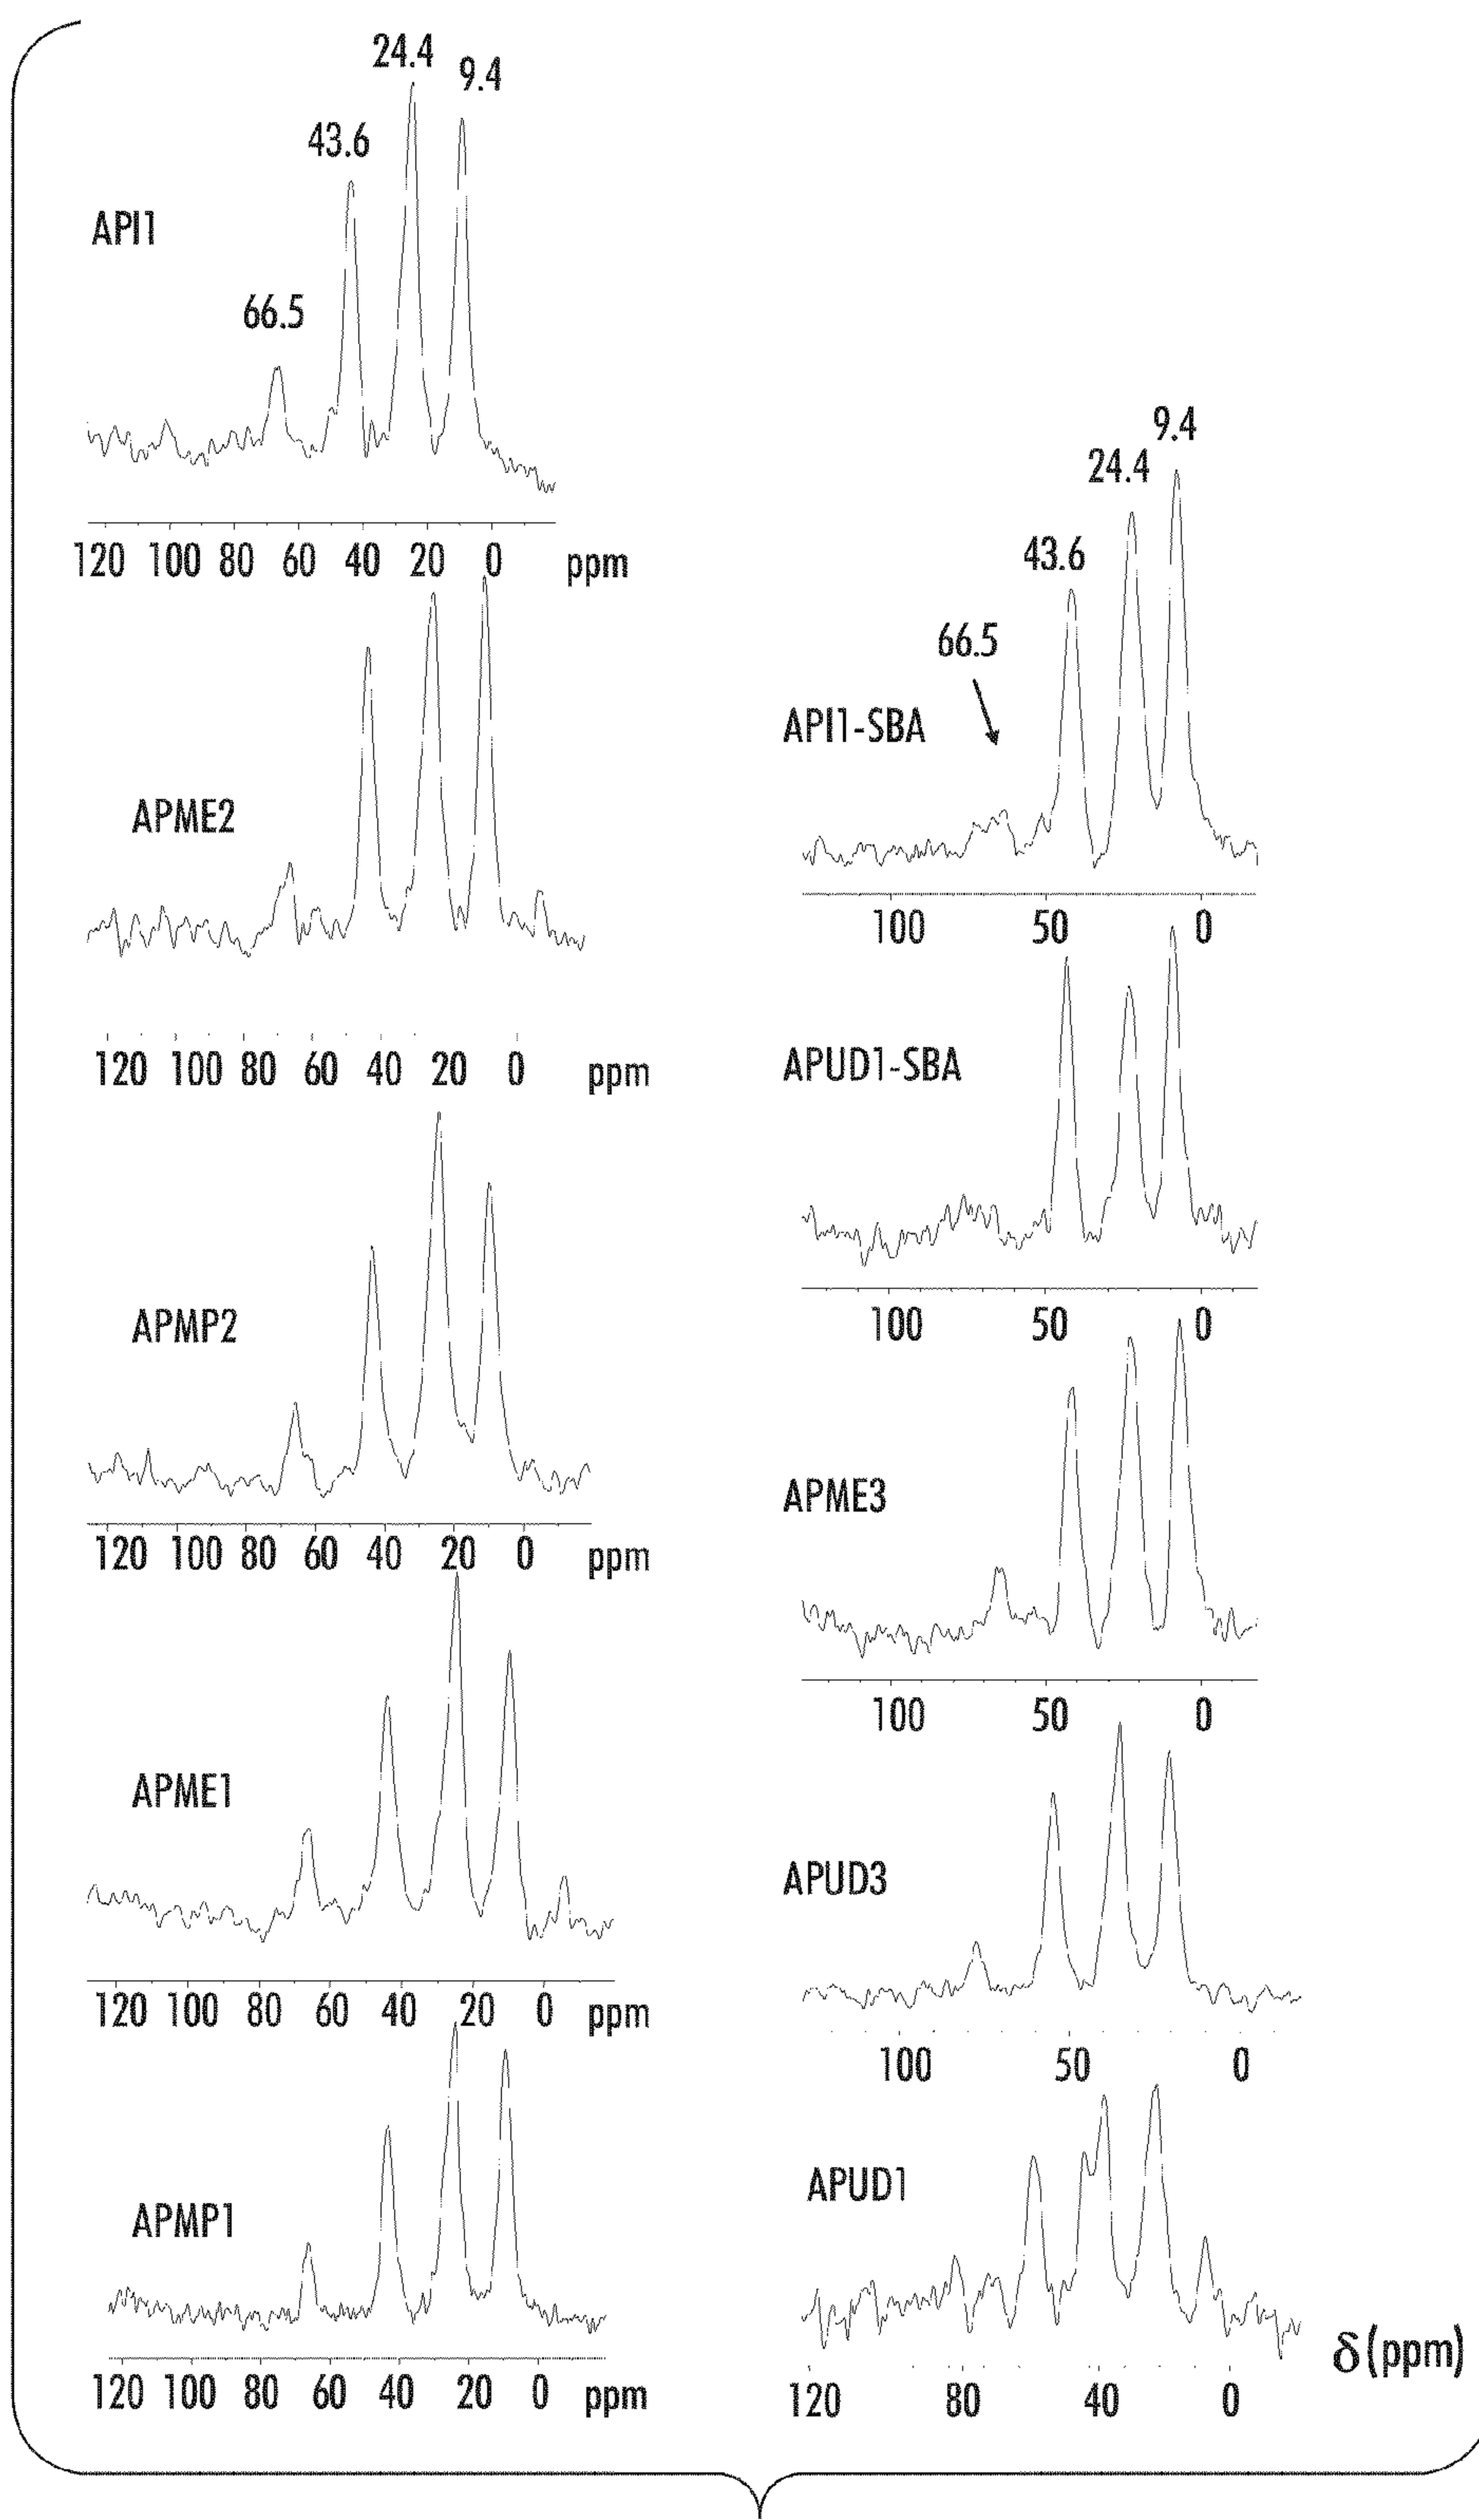 24.4
9.4
43.6
API1
66.5
120 100 80 60 40 20 0 ppm
APME2
120 100 80 60 40 20 0 ppm
APMP2
120 100 80 60 40 20 0 ppm
APME1
120 100 80 60 40 20 0 ppm
APMP1
120 100 80 60 40 20 0 ppm
9.4
24.4
43.6
66.5
API1-SBA
100 50 0
APUD1-SBA
100 50 0
APME3
100 50 0
APUD3
100 50 0
APUD1
δ(ppm)
120 80 40 0